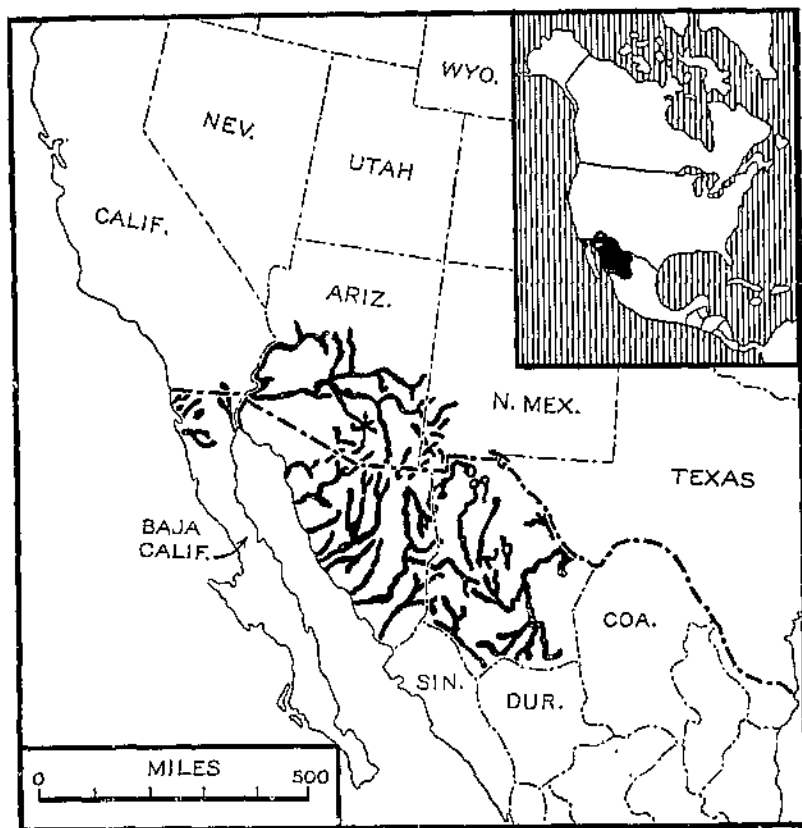 WYO.
NEV.
UTAH
CALIF.
ARIZ.
N. MEX.
TEXAS
BAJA
CALIF.
COA.
SIN.
DUR.
MILES
0 500